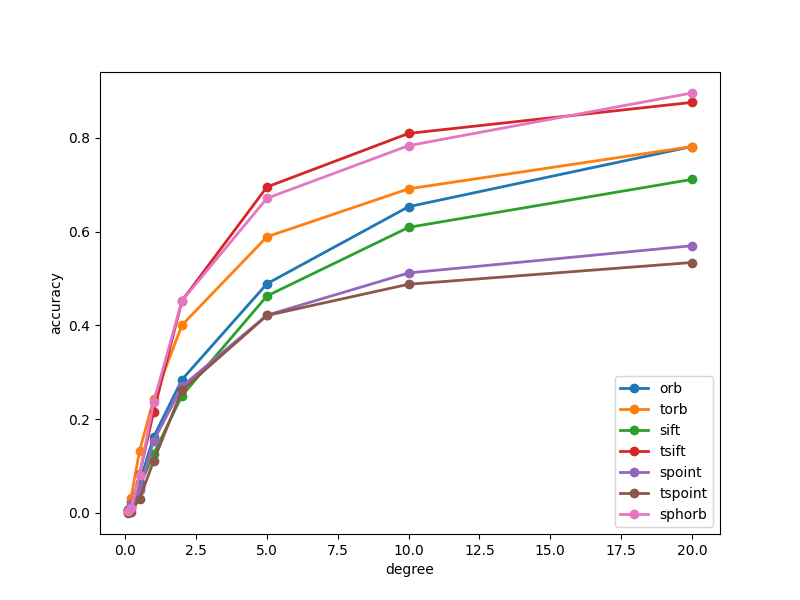 0.8
0.6
0.4
0.2
0.0
accuracy
0.0 2.5 5.0 7.5 10.0 12.5 15.0 17.5 20.0
degree
orb
torb
sift
tsift
spoint
tspoint
sphorb